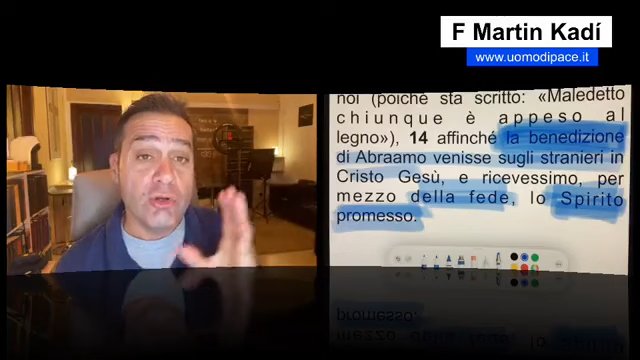 F Martin Kadí
www.uomodipace.it
noi (poiché sta scritto: «Maledetto
chiunque è appeso al
legno»), 14 affinché la benedizione
di Abraamo venisse sugli stranieri in
Cristo Gesù, e ricevessimo, per
mezzo della fede, lo Spirito
promesso.